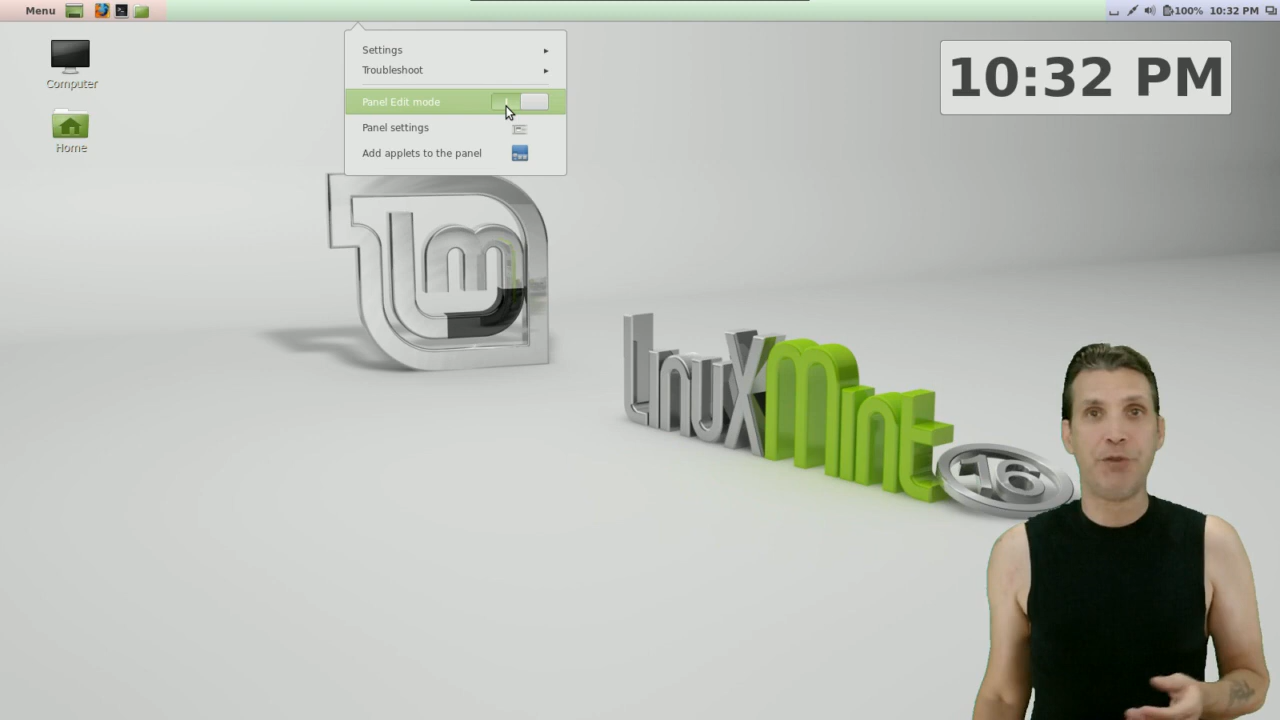 Menu
100% 10:32 PM
Computer
Home
Settings
Troubleshoot
Panel Edit mode
Panel settings
Add applets to the panel
10:32 PM
lm
LinuxMint 16